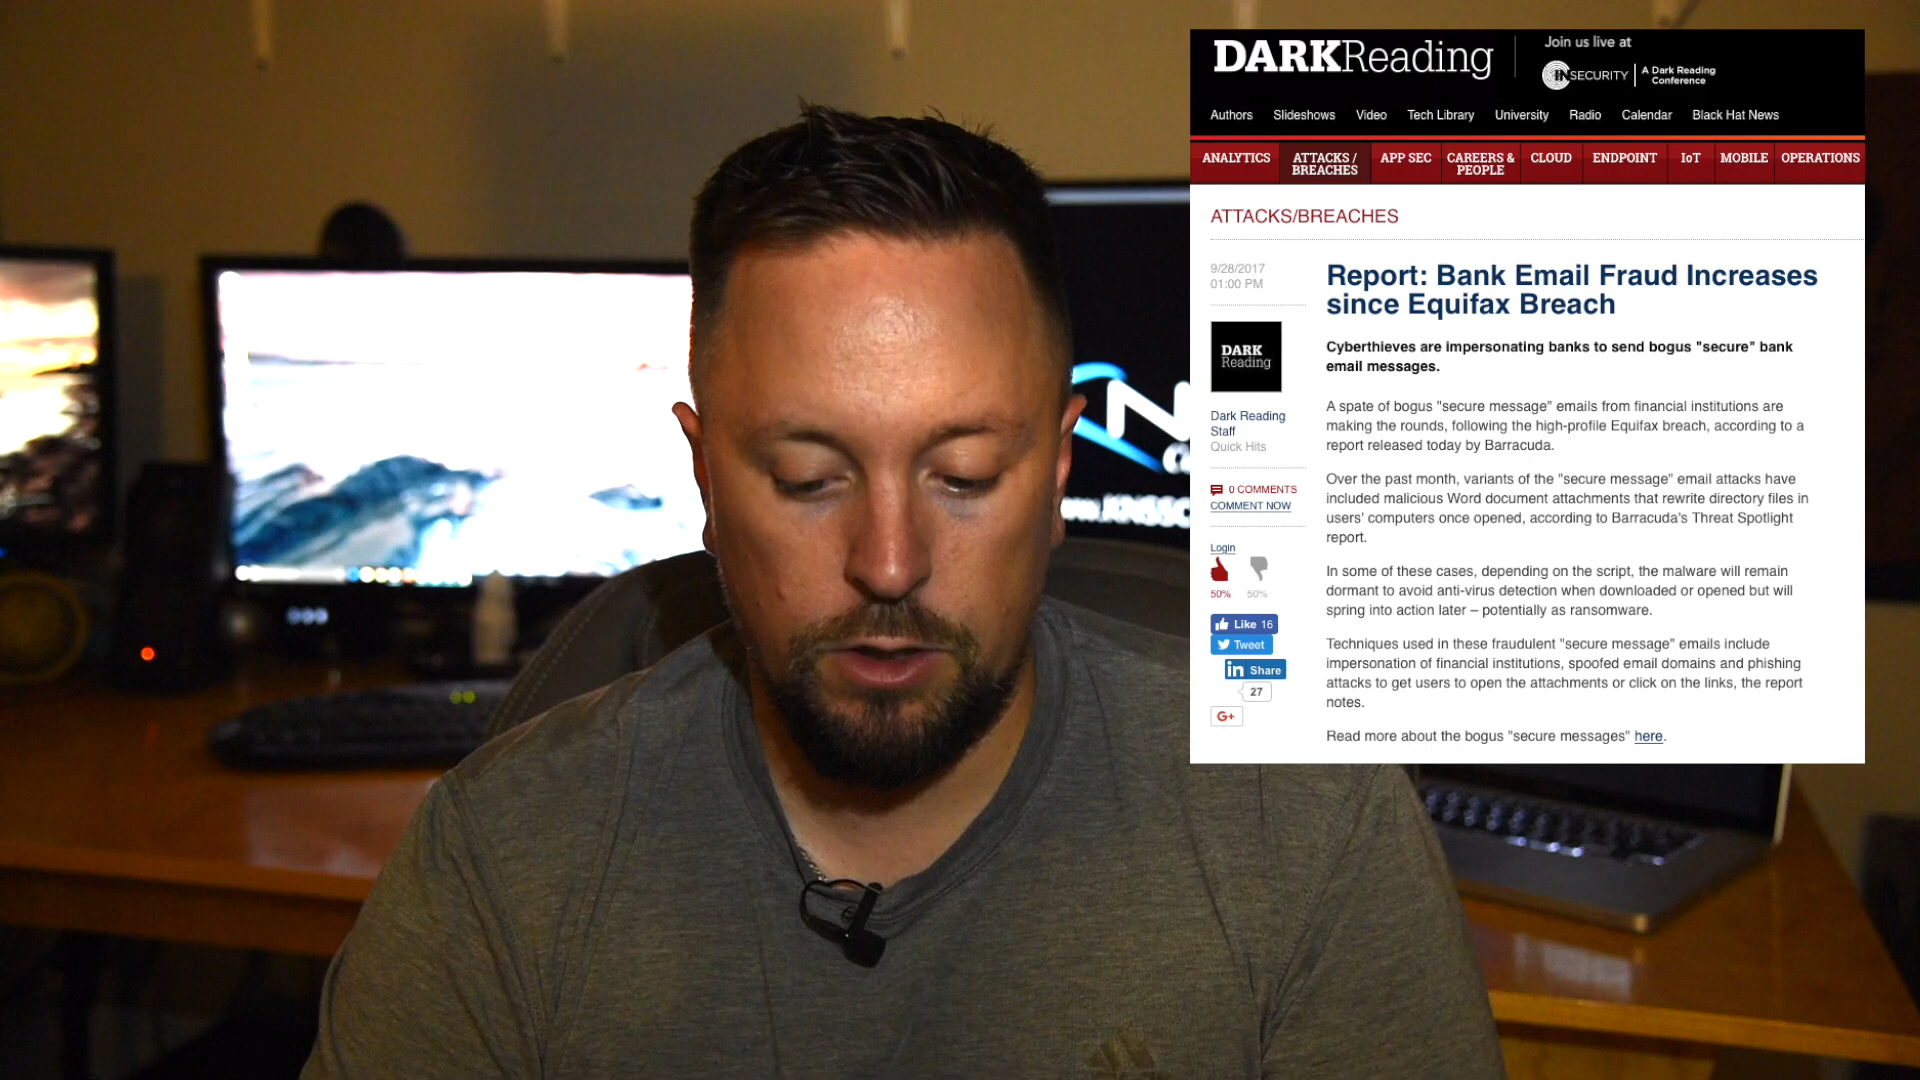 DARKReading
Join us live at
INSECURITY
A Dark Reading
Conference
Authors Slideshows Video Tech Library University Radio Calendar Black Hat News
ANALYTICS
ATTACKS /
BREACHES
APP SEC
CAREERS &
PEOPLE
CLOUD
ENDPOINT
IoT
MOBILE
OPERATIONS
ATTACKS/BREACHES
9/28/2017
01:00 PM
DARK
Reading
Dark Reading
Staff
Quick Hits
0 COMMENTS
COMMENT NOW
Login
50% 50%
Like 16
Tweet
in Share
27
G+
Report: Bank Email Fraud Increases
since Equifax Breach
Cyberthieves are impersonating banks to send bogus "secure" bank
email messages.
A spate of bogus "secure message" emails from financial institutions are
making the rounds, following the high-profile Equifax breach, according to a
report released today by Barracuda.
Over the past month, variants of the "secure message" email attacks have
included malicious Word document attachments that rewrite directory files in
users' computers once opened, according to Barracuda's Threat Spotlight
report.
In some of these cases, depending on the script, the malware will remain
dormant to avoid anti-virus detection when downloaded or opened but will
spring into action later – potentially as ransomware.
Techniques used in these fraudulent "secure message" emails include
impersonation of financial institutions, spoofed email domains and phishing
attacks to get users to open the attachments or click on the links, the report
notes.
Read more about the bogus "secure messages" here.